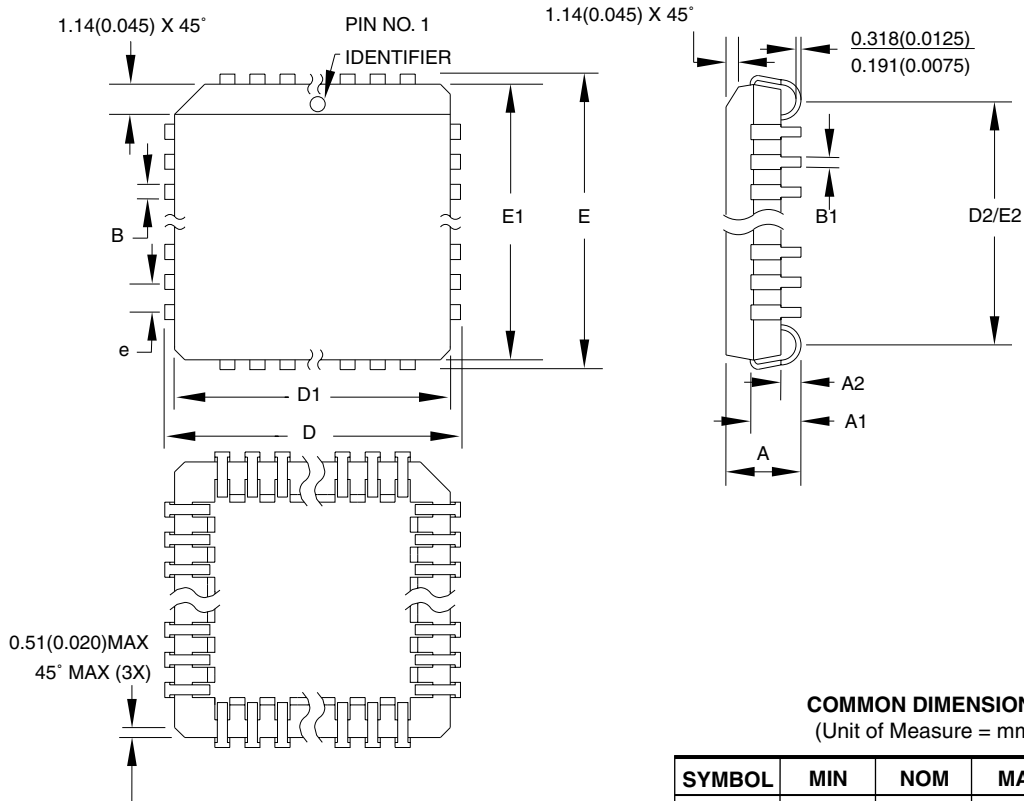 1.14(0.045) X 45˚
PIN NO. 1
IDENTIFIER
1.14(0.045) X 45˚
0.318(0.0125)
0.191(0.0075)
E1
E
B
e
B1
D2/E2
D1
D
A2
A1
A
0.51(0.020)MAX
45˚ MAX (3X)
COMMON DIMENSION
(Unit of Measure = mm
SYMBOL MIN NOM MA